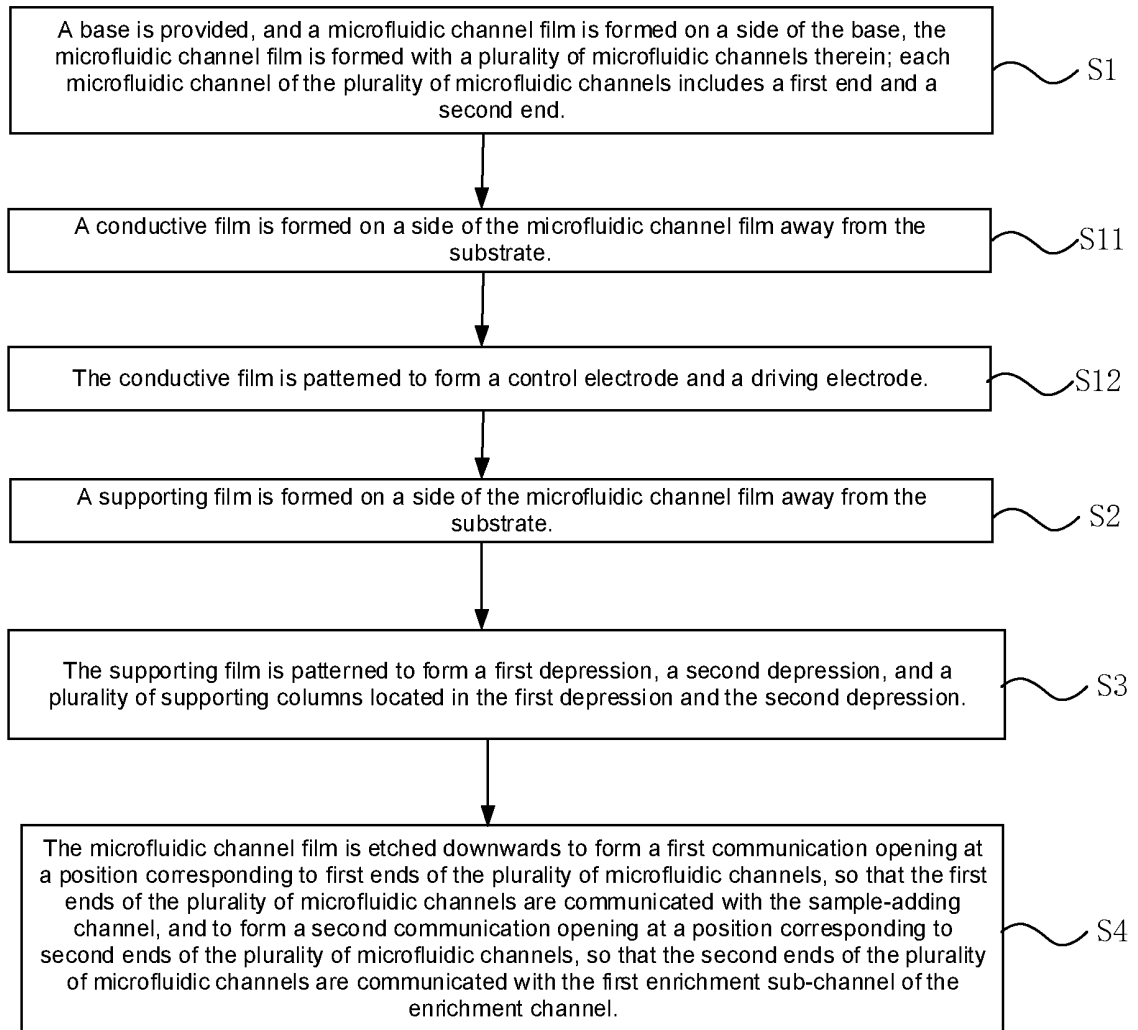 A base is provided, and a microfluidic channel film is formed on a side of the base, the
microfluidic channel film is formed with a plurality of microfluidic channels therein; each
microfluidic channel of the plurality of microfluidic channels includes a first end and a
second end.
S1
A conductive film is formed on a side of the microfluidic channel film away from the
substrate.
S11
The conductive film is patterned to form a control electrode and a driving electrode.
S12
A supporting film is formed on a side of the microfluidic channel film away from the
substrate.
S2
The supporting film is patterned to form a first depression, a second depression, and a
plurality of supporting columns located in the first depression and the second depression.
S3
The microfluidic channel film is etched downwards to form a first communication opening at
a position corresponding to first ends of the plurality of microfluidic channels, so that the first
ends of the plurality of microfluidic channels are communicated with the sample-adding
channel, and to form a second communication opening at a position corresponding to
second ends of the plurality of microfluidic channels, so that the second ends of the plurality
of microfluidic channels are communicated with the first enrichment sub-channel of the
enrichment channel.
S4